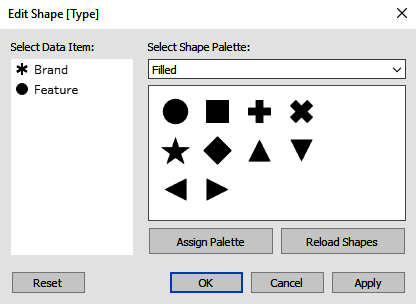 Edit Shape [Type]
Select Data Item:
Brand
Feature
Select Shape Palette:
Filled
Assign Palette
Reload Shapes
Reset
OK
Cancel
Apply